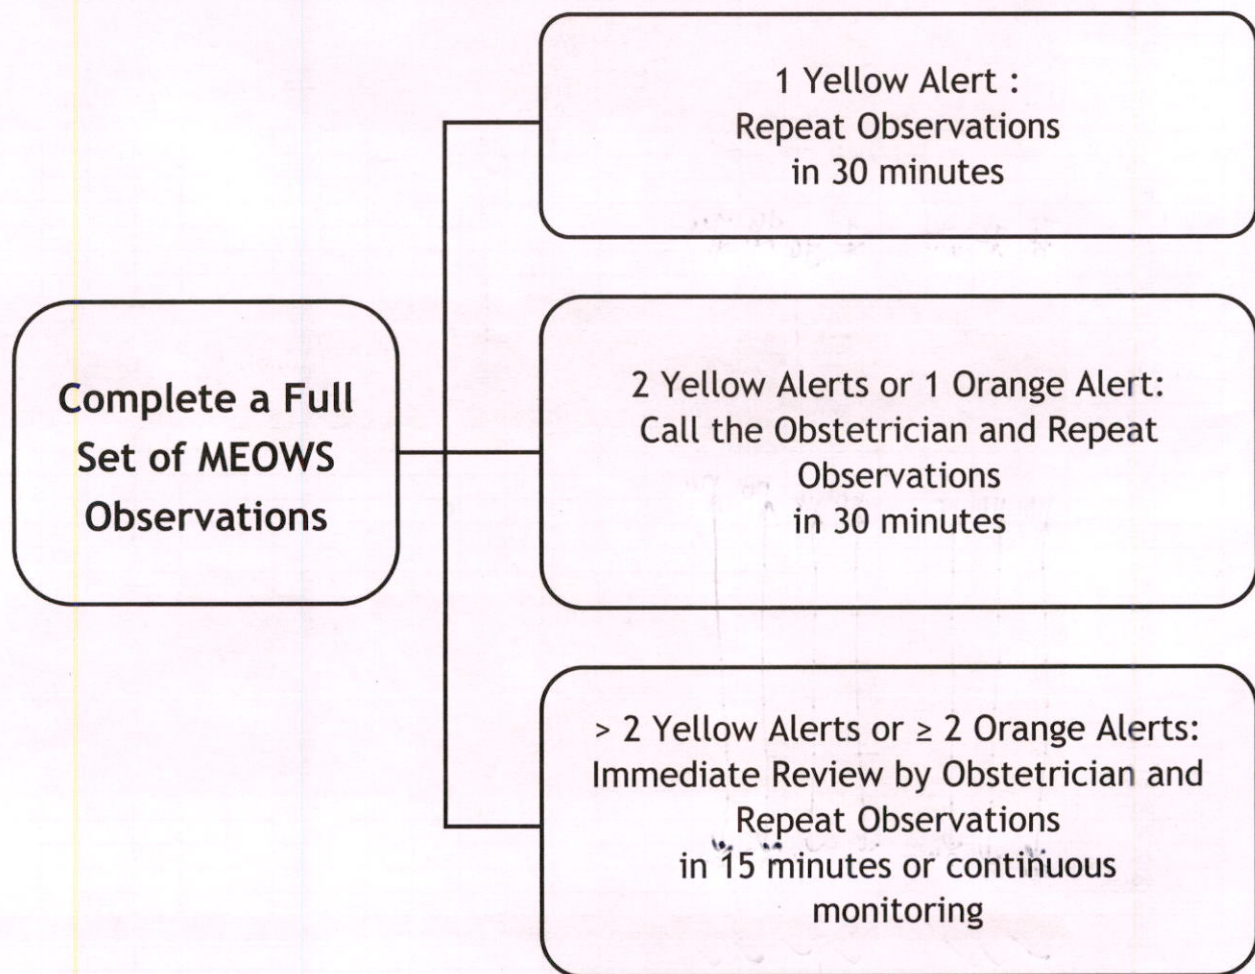 Complete a Full
Set of MEOWS
Observations
1 Yellow Alert :
Repeat Observations
in 30 minutes
2 Yellow Alerts or 1 Orange Alert:
Call the Obstetrician and Repeat
Observations
in 30 minutes
> 2 Yellow Alerts or ≥ 2 Orange Alerts:
Immediate Review by Obstetrician and
Repeat Observations
in 15 minutes or continuous
monitoring